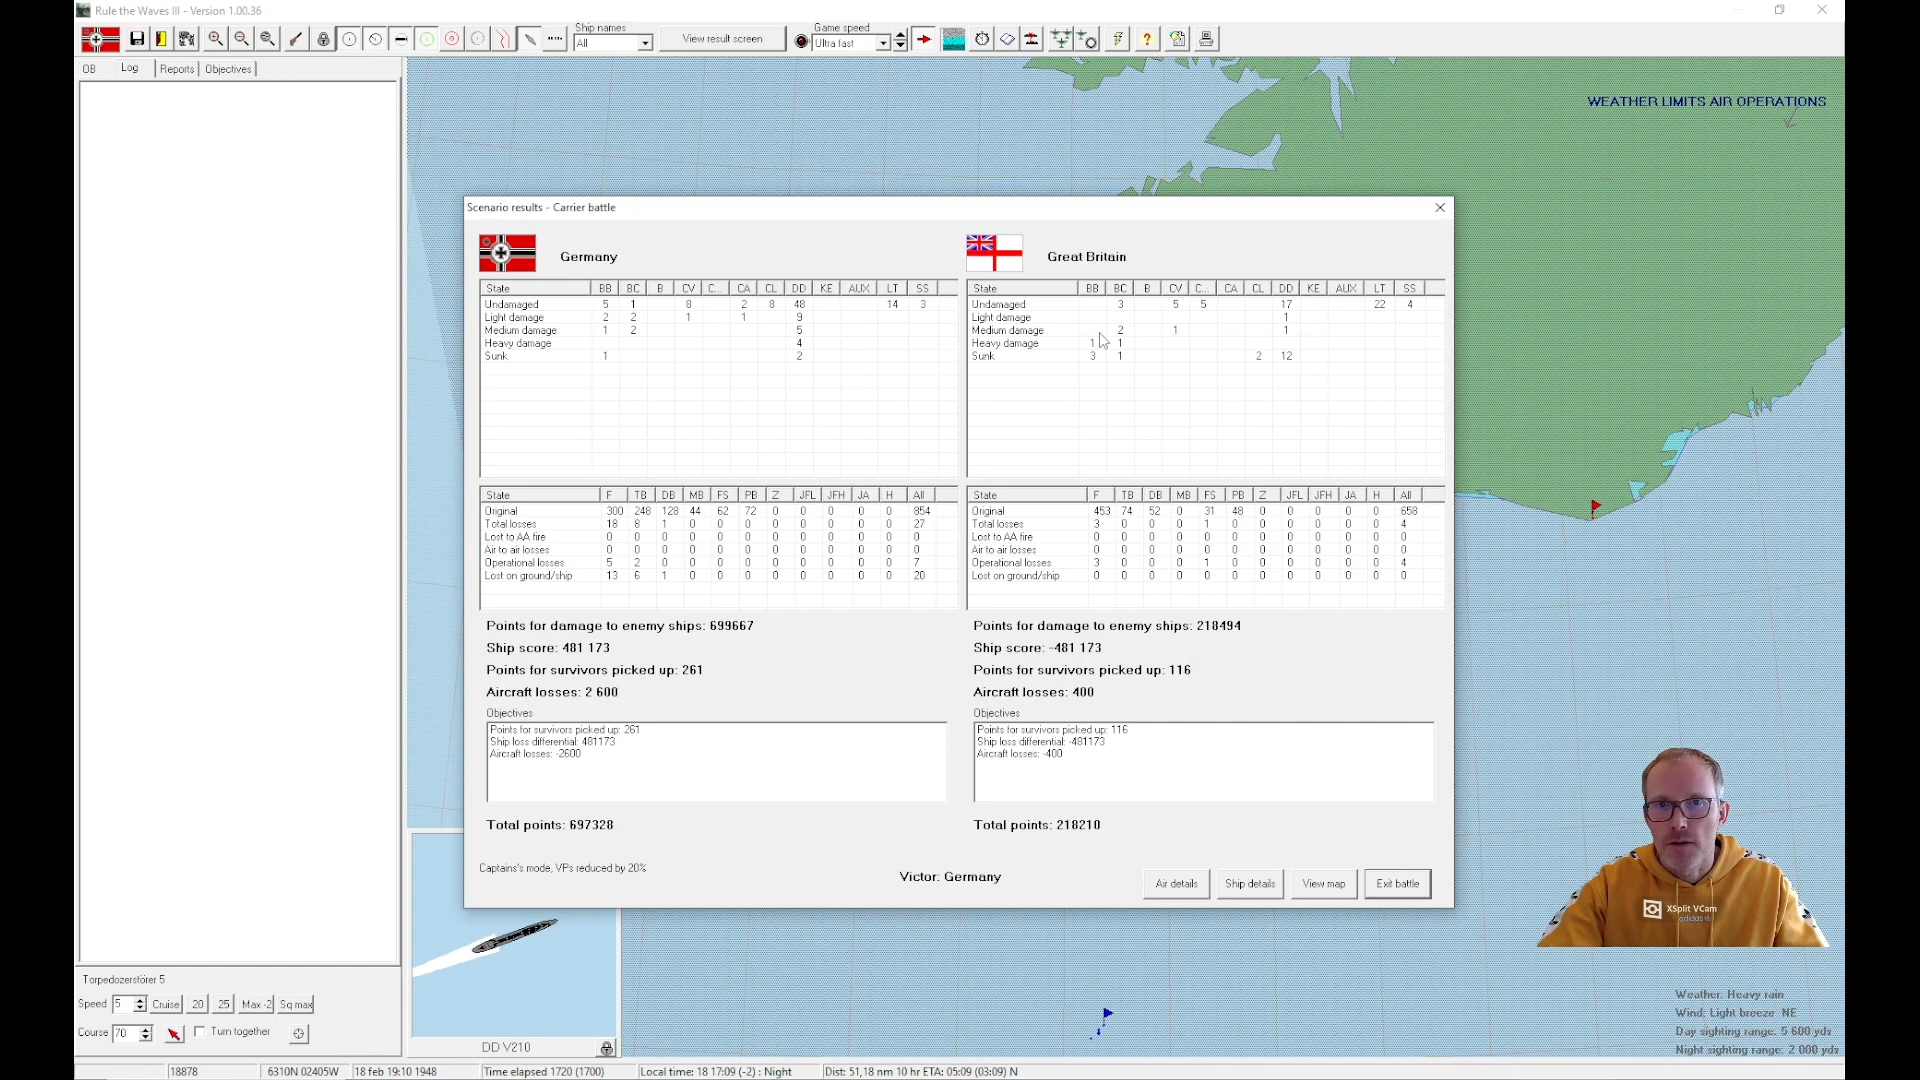 Rule the Waves III - Version 1.00.36
Ship names
All
View result screen
Game speed
Ultra fast
OB Log Reports Objectives
WEATHER LIMITS AIR OPERATIONS
Scenario results - Carrier battle
Germany
State BB BC B CV C... CA CL DD KE AUX LT SS
Undamaged 5 1 8 2 8 48 14 3
Light damage 2 2 1 1 9
Medium damage 1 2 5
Heavy damage 4
Sunk 1 2
State F TB DB MB FS PB Z JFL JFH JA H All
Original 300 248 128 44 62 72 0 0 0 0 0 854
Total losses 18 8 1 0 0 0 0 0 0 0 0 27
Lost to AA fire 0 0 0 0 0 0 0 0 0 0 0 0
Air to air losses 0 0 0 0 0 0 0 0 0 0 0 0
Operational losses 5 2 0 0 0 0 0 0 0 0 0 7
Lost on ground/ship 13 6 1 0 0 0 0 0 0 0 0 20
Points for damage to enemy ships: 699667
Ship score: 481 173
Points for survivors picked up: 261
Aircraft losses: 2 600
Objectives
Points for survivors picked up: 261
Ship loss differential: 481173
Aircraft losses: -2600
Total points: 697328
Captains's mode, VPs reduced by 20%
Great Britain
State BB BC B CV C... CA CL DD KE AUX LT SS
Undamaged 3 5 5 17 22 4
Light damage 1
Medium damage 2 1 1
Heavy damage 1 1
Sunk 3 1 2 12
State F TB DB MB FS PB Z JFL JFH JA H All
Original 453 74 52 0 31 48 0 0 0 0 0 658
Total losses 3 0 0 0 1 0 0 0 0 0 0 4
Lost to AA fire 0 0 0 0 0 0 0 0 0 0 0 0
Air to air losses 0 0 0 0 0 0 0 0 0 0 0 0
Operational losses 3 0 0 0 1 0 0 0 0 0 0 4
Lost on ground/ship 0 0 0 0 0 0 0 0 0 0 0 0
Points for damage to enemy ships: 218494
Ship score: -481 173
Points for survivors picked up: 116
Aircraft losses: 400
Objectives
Points for survivors picked up: 116
Ship loss differential: -481173
Aircraft losses: -400
Total points: 218210
Victor: Germany
Air details Ship details View map Exit battle
XSplit VCam
adidas
Torpedozerstörer 5
Speed 5 Cruise 20 25 Max -2 Sq max
Course 70 Turn together
DD V210
Weather: Heavy rain
Wind: Light breeze NE
Day sighting range: 5 600 yds
Night sighting range: 2 000 yds
18878 6310N 02405W 18 feb 19:10 1948 Time elapsed 1720 (1700) Local time: 18 17:09 (-2) : Night Dist: 51,18 nm 10 hr ETA: 05:09 (03:09) N